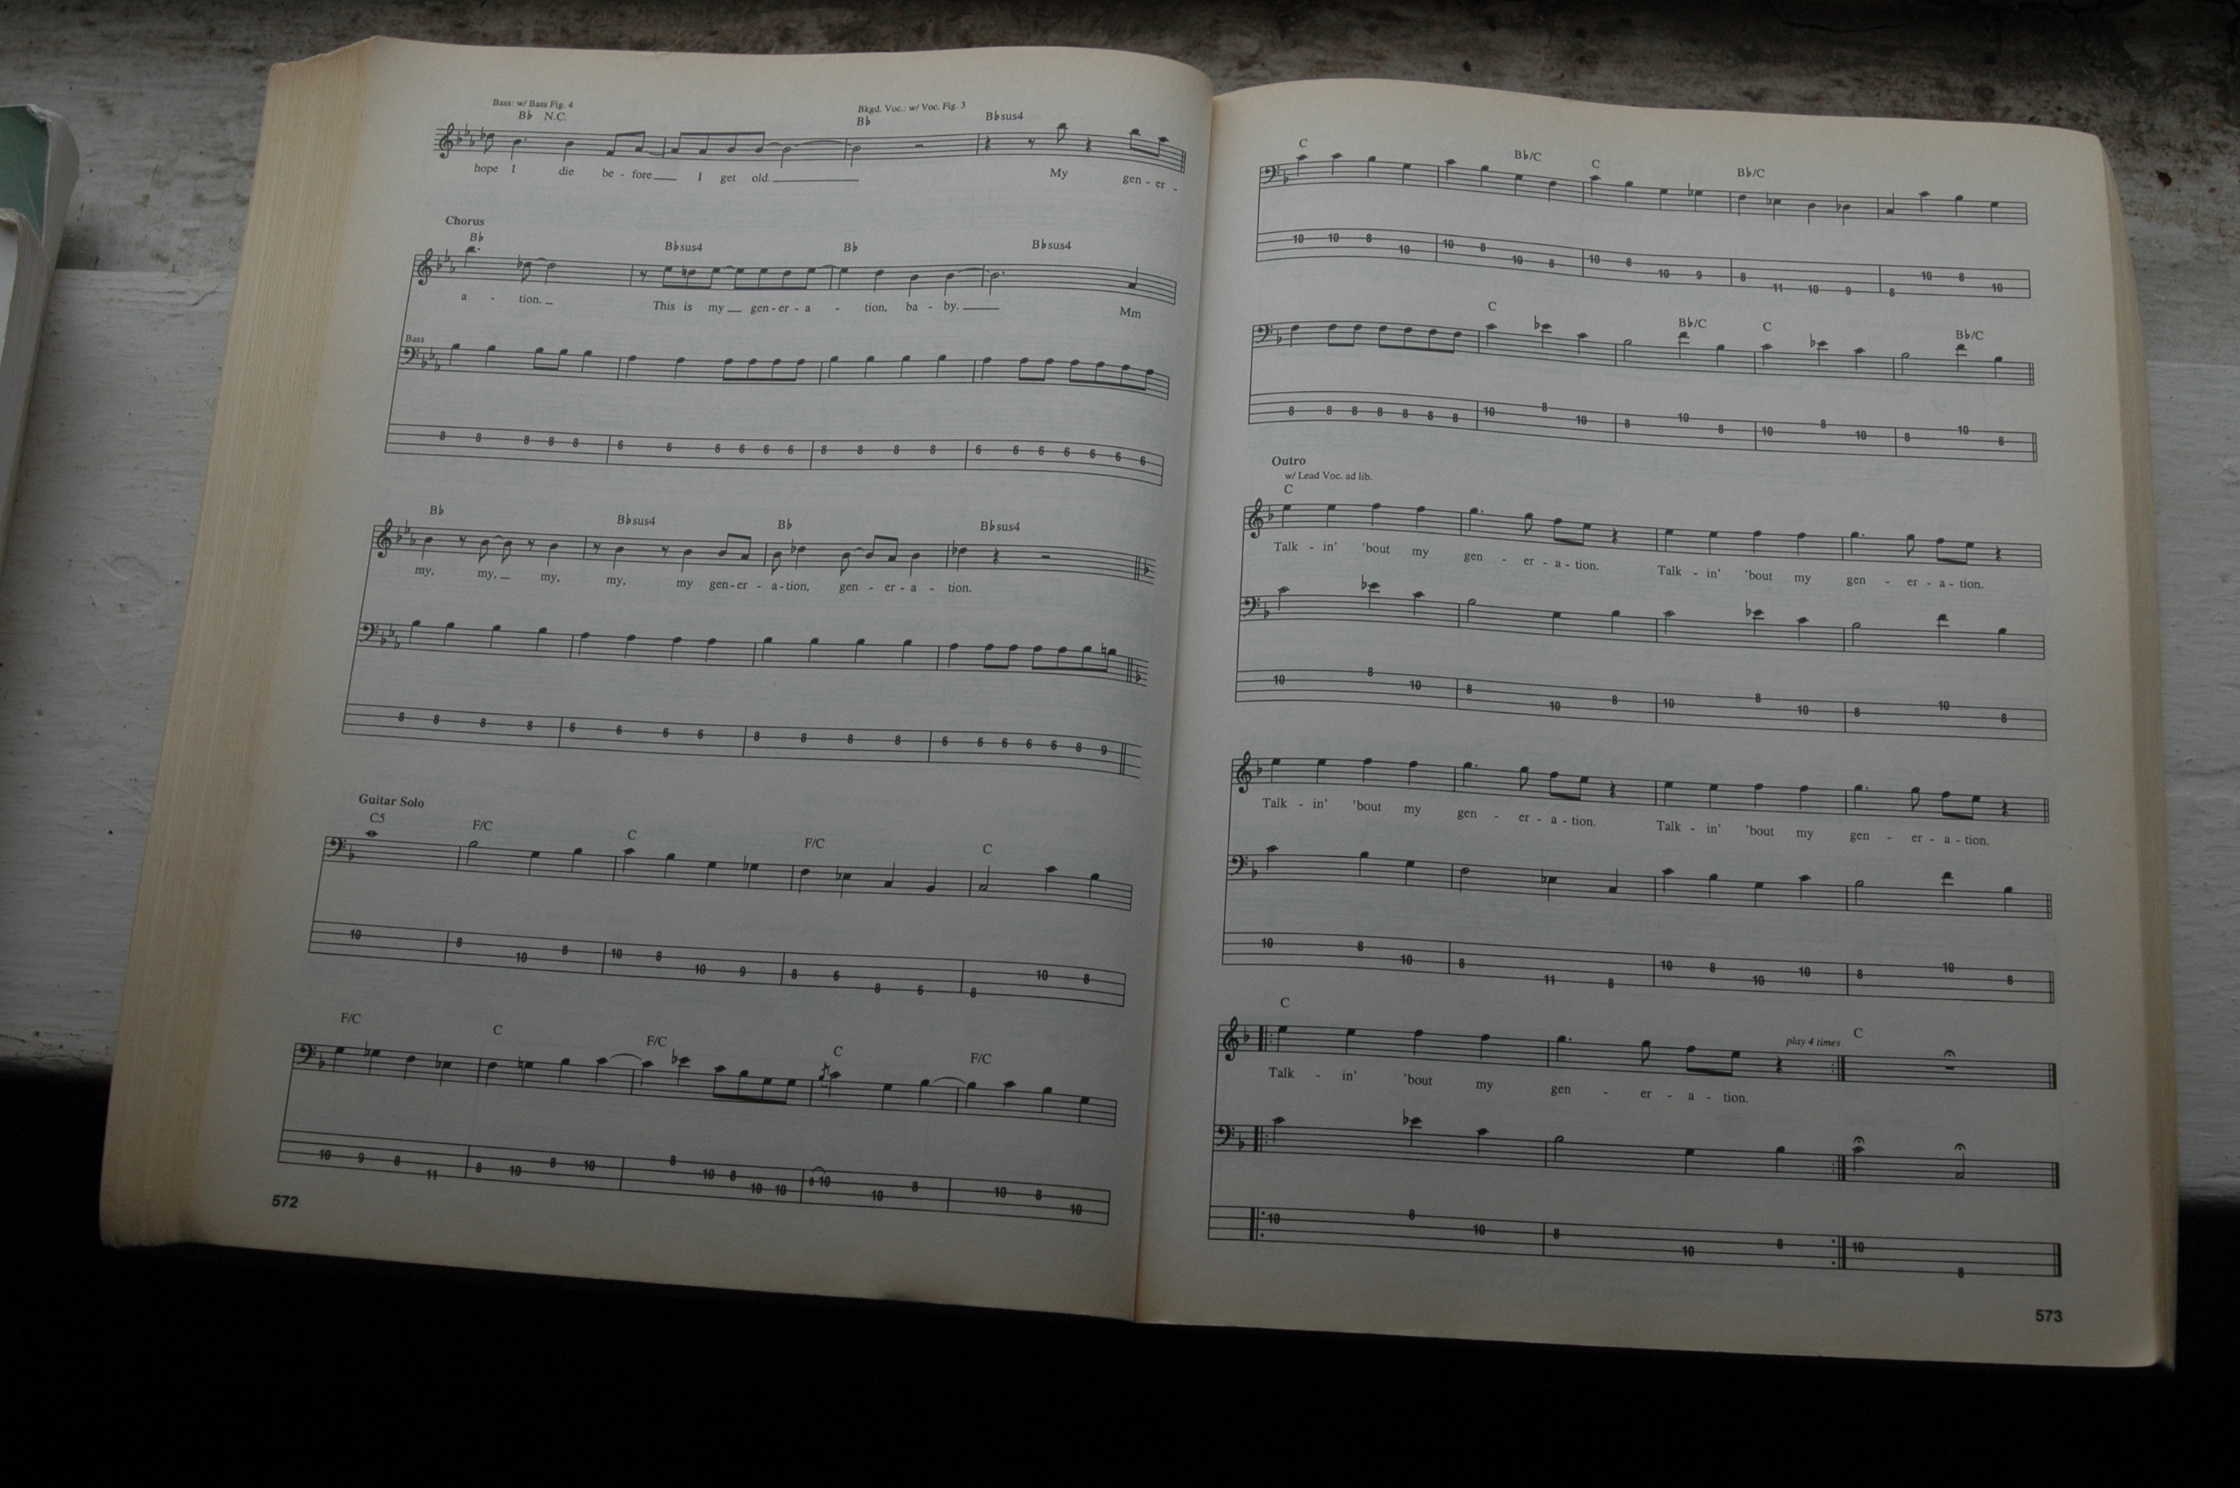 Bass: w/ Bass Fig. 4
Bkgd. Voc.: w/ Voc. Fig. 3
B♭ N.C. B♭ B♭sus4
hope I die be - fore I get old. My gen - er -
Chorus
B♭ B♭sus4 B♭ B♭sus4
a - tion. This is my gen - er - a - tion, ba - by. Mm
Bass
8 8 8 8 8 6 6 6 6 6 6 8 8 8 8 6 6 6 6 6 6 6
B♭ B♭sus4 B♭ B♭sus4
my, my, my, my, my gen - er - a - tion, gen - er - a - tion.
8 8 8 8 6 6 6 6 8 8 8 8 6 6 6 6 6 8 9
Guitar Solo
C5 F/C C F/C C
10 8 10 8 10 8 10 9 8 6 8 6 8 10 8
F/C C F/C C F/C
10 9 8 11 8 10 8 10 8 10 8 10 10 8 10 10 8 10 8 10
572
C B♭/C C B♭/C
10 10 8 10 10 8 10 8 10 8 10 9 8 11 10 9 8 10 8 10
C B♭/C C B♭/C
8 8 8 8 8 8 8 10 8 10 8 10 8 10 8 10 8 10 8
Outro
w/ Lead Voc. ad lib.
C
Talk - in' 'bout my gen - er - a - tion. Talk - in' 'bout my gen - er - a - tion.
10 8 10 8 10 8 10 8 10 8 10 8
Talk - in' 'bout my gen - er - a - tion. Talk - in' 'bout my gen - er - a - tion.
10 8 10 8 11 8 10 8 10 10 8 10 8
C play 4 times C
Talk - in' 'bout my gen - er - a - tion.
10 8 10 8 10 8 10 8
573